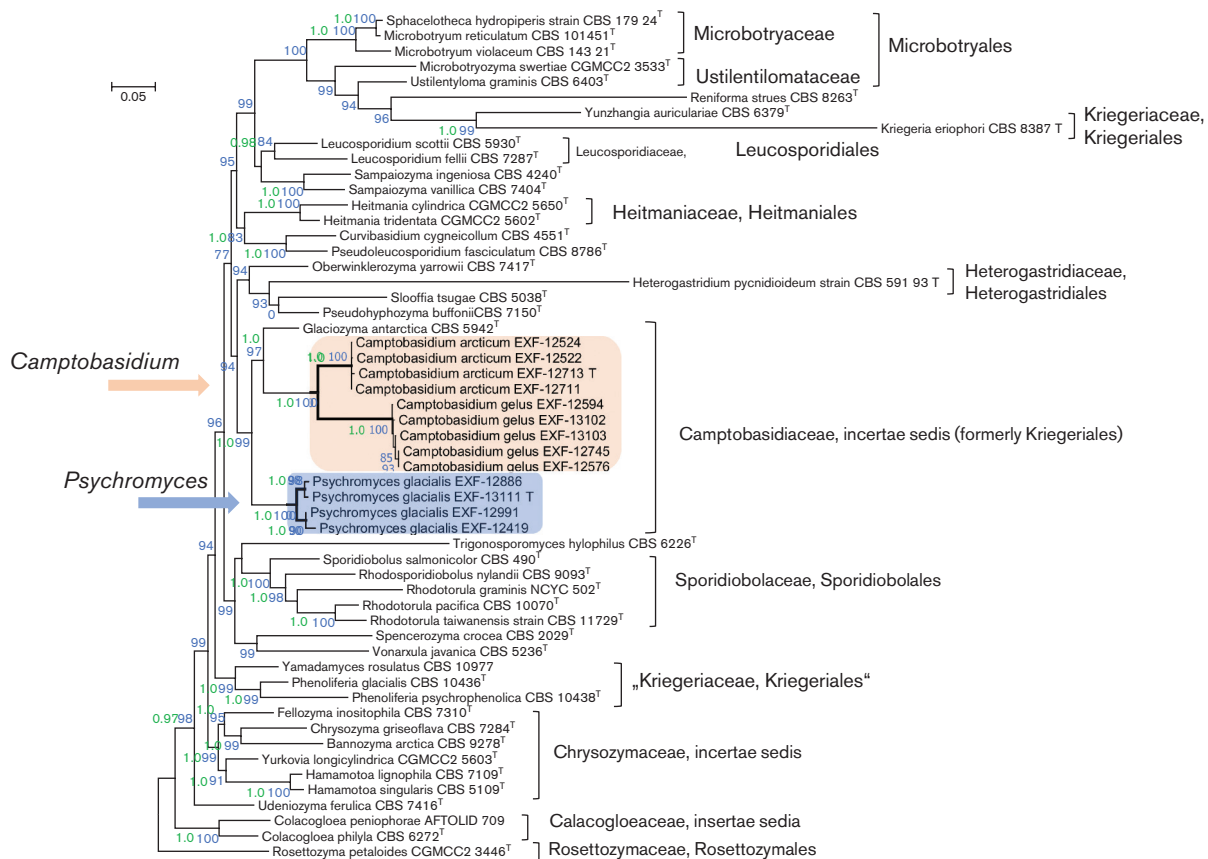 1.0 100 Sphacelotheca hydropiperis strain CBS 179 24T
1.0 100 Microbotryum reticulatum CBS 101451T
Microbotryaceae
Microbotryales
100
Microbotryum violaceum CBS 143 21T
0.05
Microbotryozyma swertiae CGMCC2 3533T
Ustilentilomataceae
99
Ustilentyloma graminis CBS 6403T
94
Reniforma strues CBS 8263T
99
96
Yunzhangia auriculariae CBS 6379T
Kriegeriaceae,
Kriegeriales
1.0 99
Kriegeria eriophori CBS 8387 T
0.98 84
Leucosporidium scottii CBS 5930T
Leucosporidiaceae,
Leucosporidiales
Leucosporidium fellii CBS 7287T
95
Sampaiozyma ingeniosa CBS 4240T
1.0 100
Sampaiozyma vanillica CBS 7404T
1.0 100
Heitmania cylindrica CGMCC2 5650T
Heitmaniaceae, Heitmaniales
Heitmania tridentata CGMCC2 5602T
1.0 83
Curvibasidium cygneicollum CBS 4551T
1.0 100
Pseudoleucosporidium fasciculatum CBS 8786T
77
94
Oberwinklerozyma yarrowii CBS 7417T
Heterogastridium pycnidioideum strain CBS 591 93 T
Heterogastridiaceae,
Heterogastridiales
93
Slooffia tsugae CBS 5038T
0
Pseudohyphozyma buffoniiCBS 7150T
1.0
Glaciozyma antarctica CBS 5942T
97
Camptobasidium
94
Camptobasidium arcticum EXF-12524
1.0 100
Camptobasidium arcticum EXF-12522
Camptobasidium arcticum EXF-12713 T
Camptobasidium arcticum EXF-12711
1.0 100
Camptobasidium gelus EXF-12594
Camptobasidium gelus EXF-13102
1.0 100
Camptobasidium gelus EXF-13103
85
Camptobasidium gelus EXF-12745
93
Camptobasidium gelus EXF-12576
Camptobasidiaceae, incertae sedis (formerly Kriegeriales)
96
1.0 99
Psychromyces
1.0 98
Psychromyces glacialis EXF-12886
Psychromyces glacialis EXF-13111 T
1.0 100
Psychromyces glacialis EXF-12991
1.0 90
Psychromyces glacialis EXF-12419
94
Trigonosporomyces hylophilus CBS 6226T
Sporidiobolus salmonicolor CBS 490T
1.0 100
Rhodosporidiobolus nylandii CBS 9093T
Sporidiobolaceae, Sporidiobolales
1.0 98
Rhodotorula graminis NCYC 502T
Rhodotorula pacifica CBS 10070T
1.0 100
Rhodotorula taiwanensis strain CBS 11729T
99
Spencerozyma crocea CBS 2029T
99
Vonarxula javanica CBS 5236T
99
Yamadamyces rosulatus CBS 10977
1.0 99
Phenoliferia glacialis CBS 10436T
„Kriegeriaceae, Kriegeriales“
1.0 99
Phenoliferia psychrophenolica CBS 10438T
1.0
95
Fellozyma inositophila CBS 7310T
0.97 98
Chrysozyma griseoflava CBS 7284T
1.0 99
Bannozyma arctica CBS 9278T
Chrysozymaceae, incertae sedis
1.0 99
Yurkovia longicylindrica CGMCC2 5603T
1.0 91
Hamamotoa lignophila CBS 7109T
1.0 100
Hamamotoa singularis CBS 5109T
Udeniozyma ferulica CBS 7416T
Colacogloea peniophorae AFTOLID 709
Calacogloeaceae, insertae sedia
1.0 100
Colacogloea philyla CBS 6272T
Rosettozyma petaloides CGMCC2 3446T
Rosettozymaceae, Rosettozymales